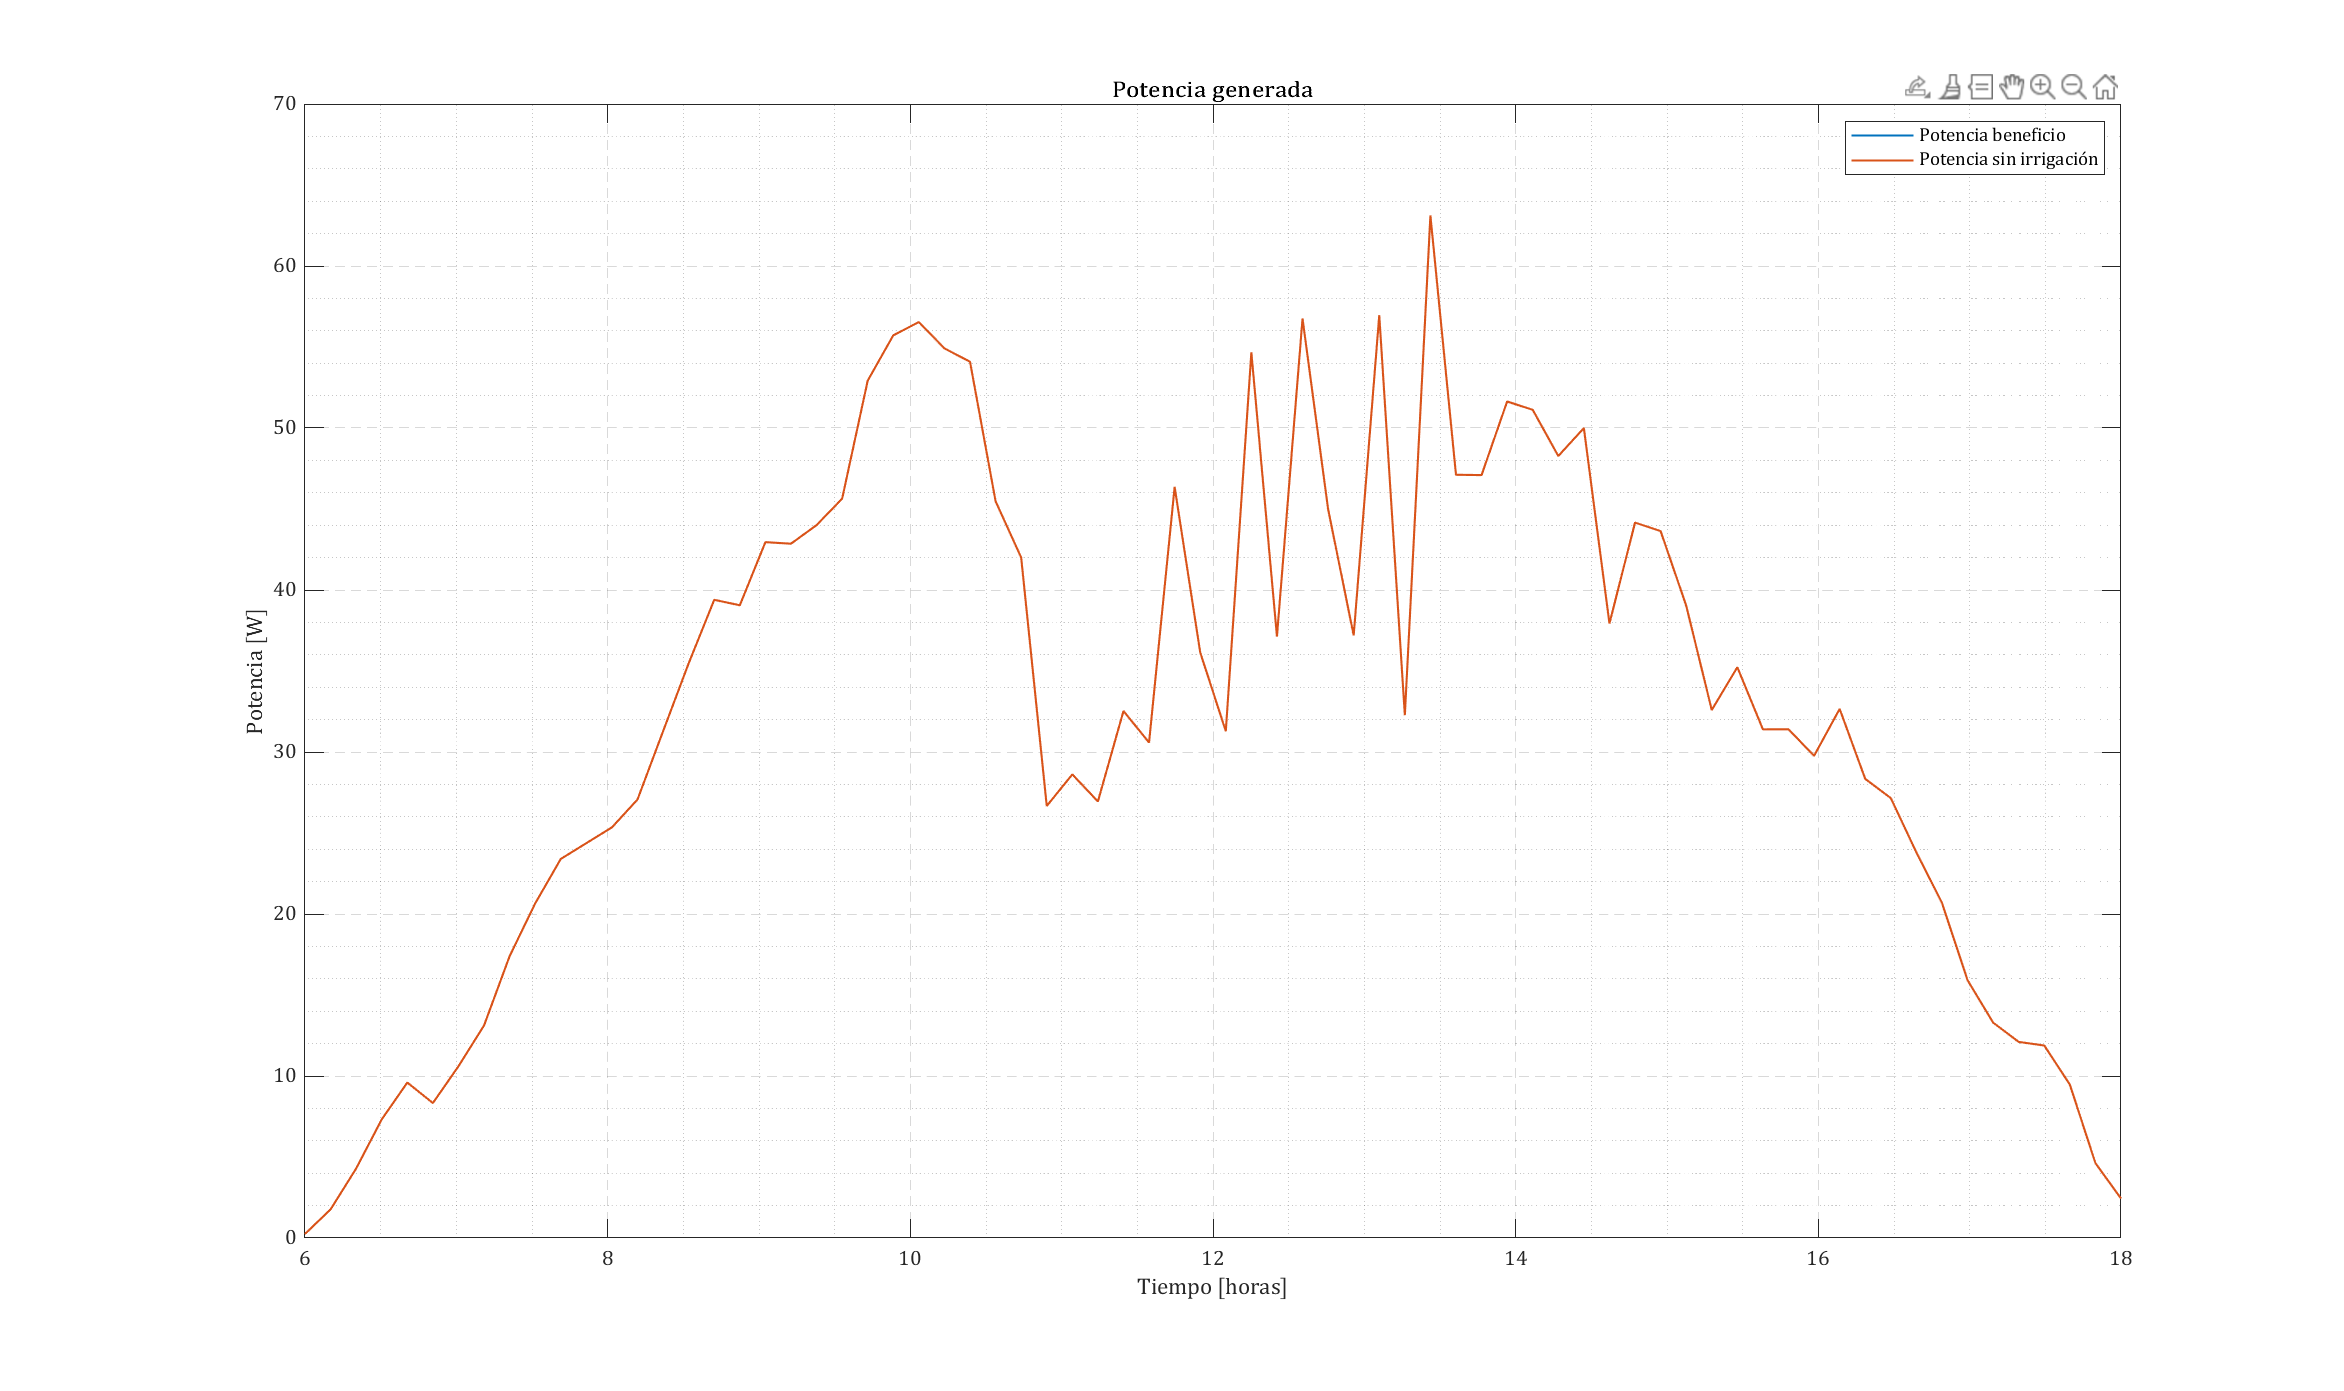 Potencia generada
70
60
50
40
30
20
10
0
Potencia [W]
Potencia beneficio
Potencia sin irrigación
6 8 10 12 14 16 18
Tiempo [horas]